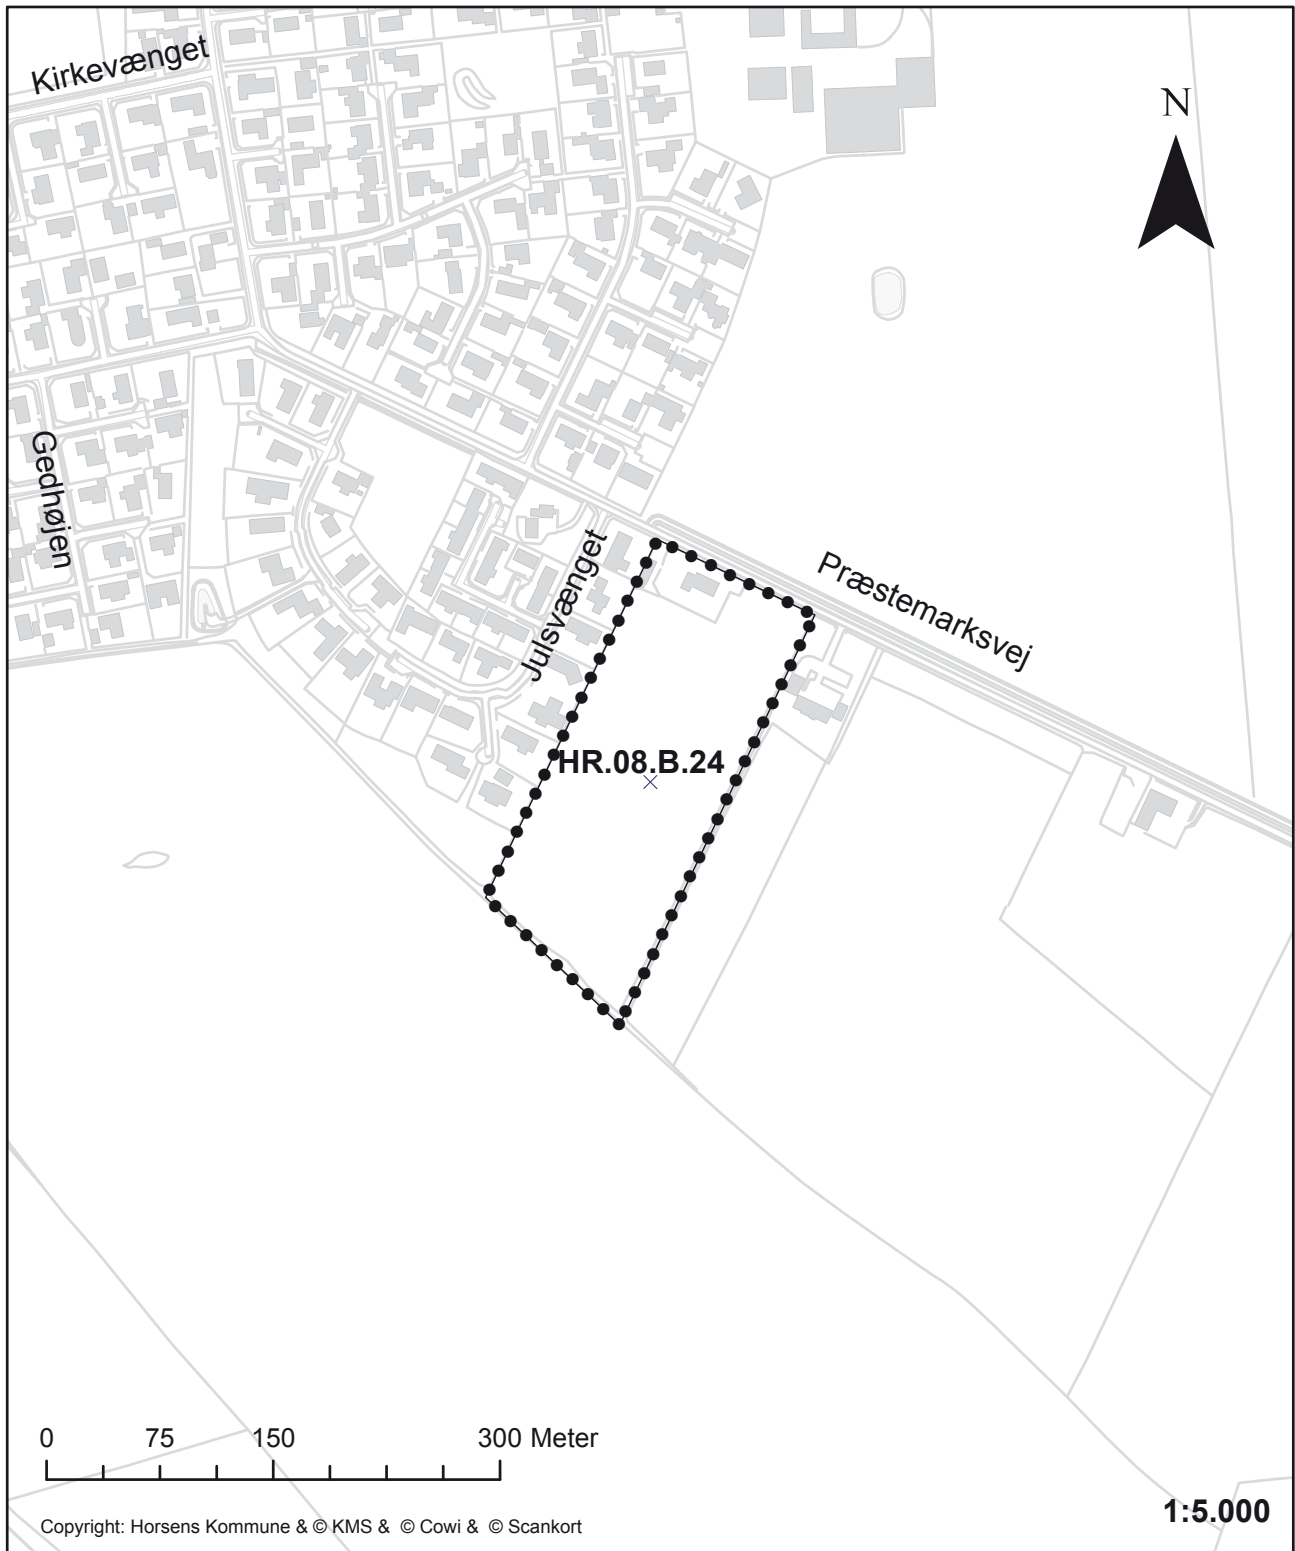 Kirkevænget
N
Gedhøjen
Julsvænget
Præstemarksvej
HR.08.B.24
0 75 150 300 Meter
1:5.000
Copyright: Horsens Kommune & © KMS & © Cowi & © Scankort